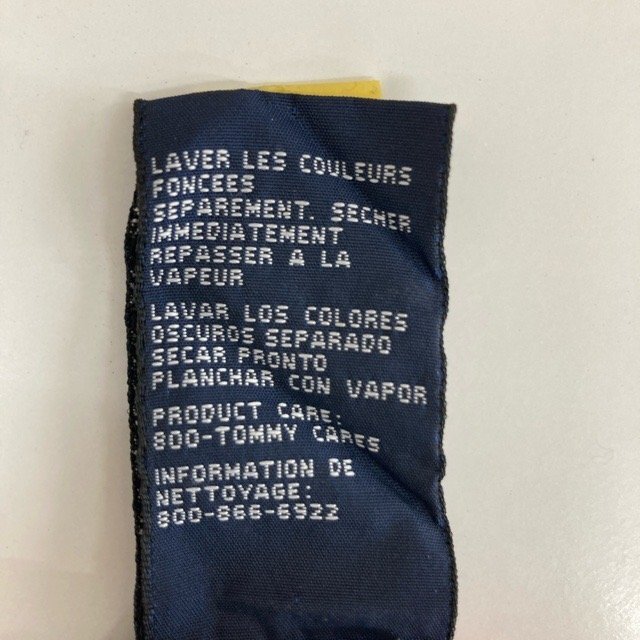 LAVER LES COULEURS
FONCEES
SEPAREMENT. SECHER
IMMEDIATEMENT
REPASSER A LA
VAPEUR
LAVAR LOS COLORES
OSCUROS SEPARADO
SECAR PRONTO
PLANCHAR CON VAPOR
PRODUCT CARE:
800-TOMMY CARES
INFORMATION DE
NETTOYAGE:
800-866-6922